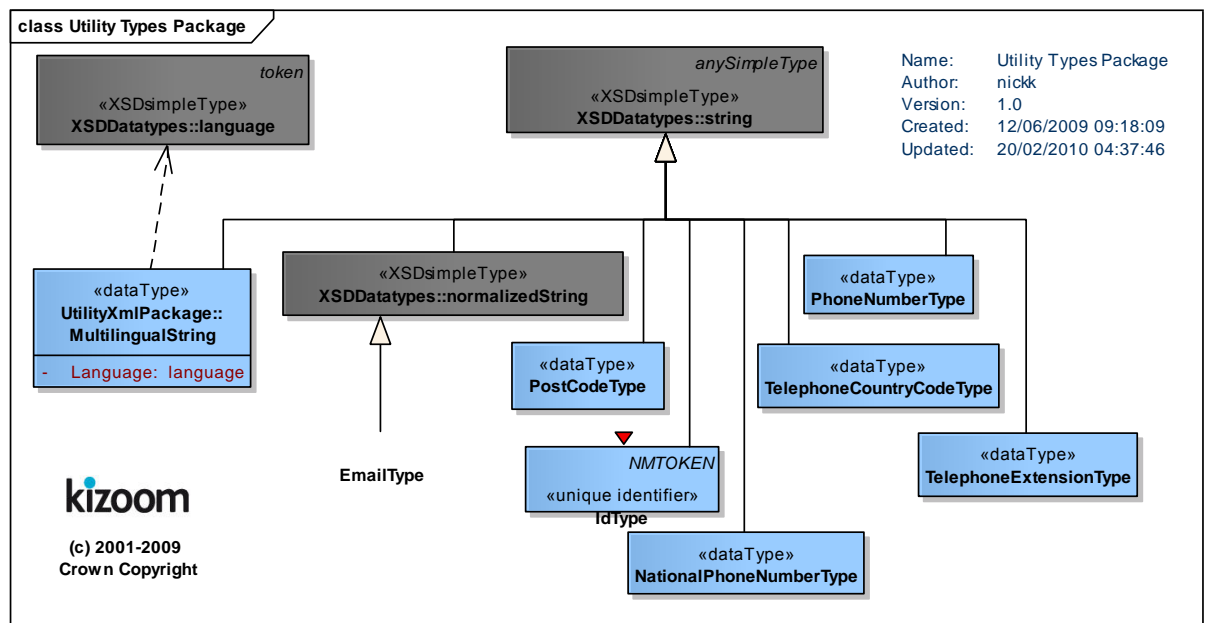 class Utility Types Package
token
«XSDsimpleType»
XSDDatatypes::language
anySimpleType
«XSDsimpleType»
XSDDatatypes::string
Name: Utility Types Package
Author: nickk
Version: 1.0
Created: 12/06/2009 09:18:09
Updated: 20/02/2010 04:37:46
«dataType»
UtilityXmlPackage::
MultilingualString
- Language: language
«XSDsimpleType»
XSDDatatypes::normalizedString
«dataType»
PhoneNumberType
«dataType»
PostCodeType
«dataType»
TelephoneCountryCodeType
EmailType
NMTOKEN
«unique identifier»
IdType
«dataType»
TelephoneExtensionType
«dataType»
NationalPhoneNumberType
kizoom
(c) 2001-2009
Crown Copyright